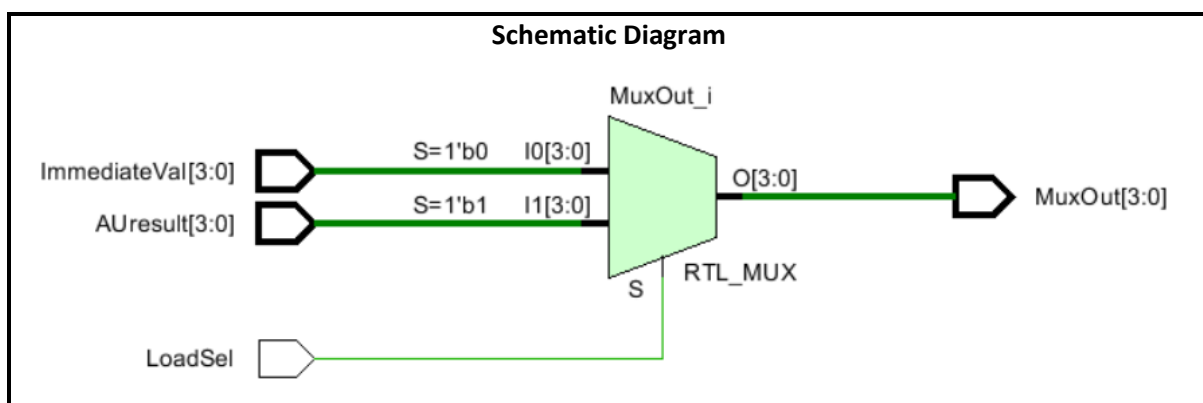 Schematic Diagram
MuxOut_i
ImmediateVal[3:0] S=1'b0 I0[3:0]
O[3:0] MuxOut[3:0]
AUresult[3:0] S=1'b1 I1[3:0]
S RTL_MUX
LoadSel